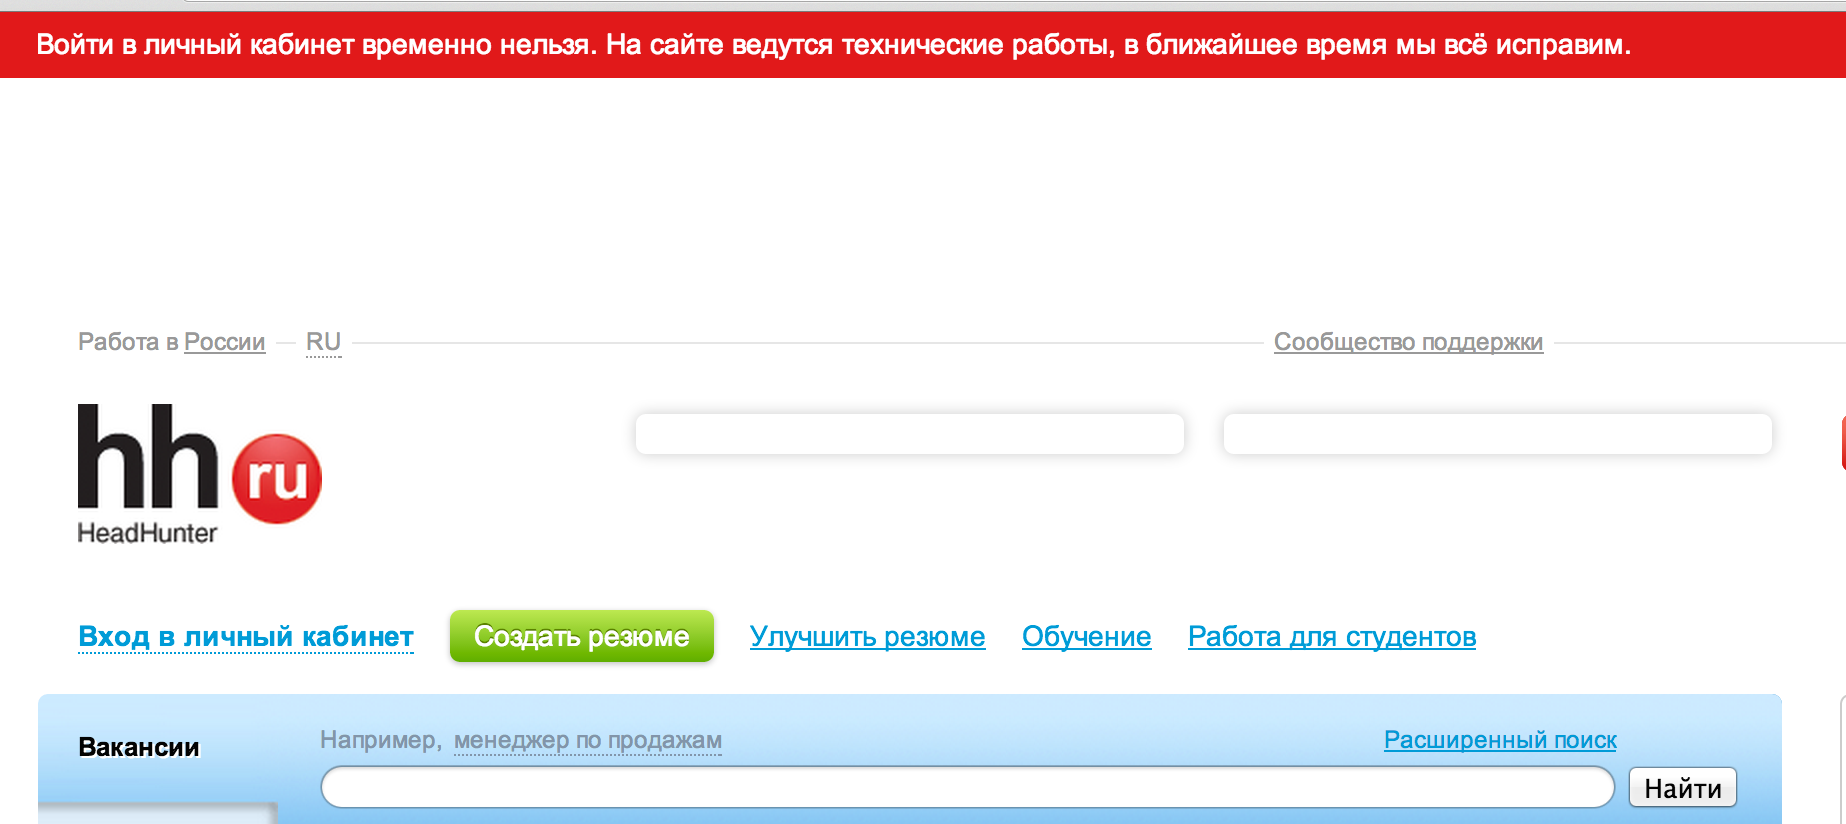 Войти в личный кабинет временно нельзя. На сайте ведутся технические работы, в ближайшее время мы всё исправим.
Работа в России — RU Сообщество поддержки
hh ru
HeadHunter
Вход в личный кабинет Создать резюме Улучшить резюме Обучение Работа для студентов
Вакансии Например, менеджер по продажам Расширенный поиск
Найти